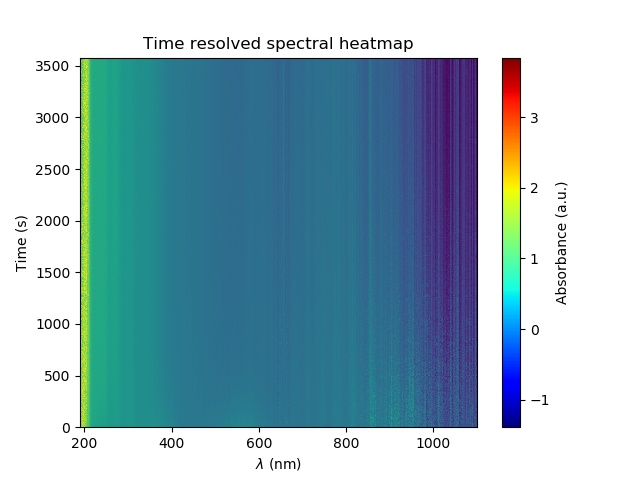 Time resolved spectral heatmap
Time (s)
3500
3000
2500
2000
1500
1000
500
0
200 400 600 800 1000
λ (nm)
3
2
1
0
−1
Absorbance (a.u.)